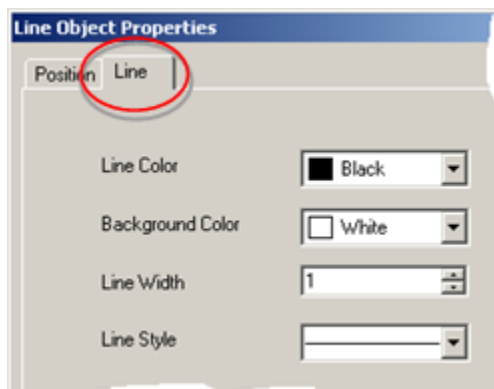 Line Object Properties
Position Line
Line Color Black
Background Color White
Line Width 1
Line Style